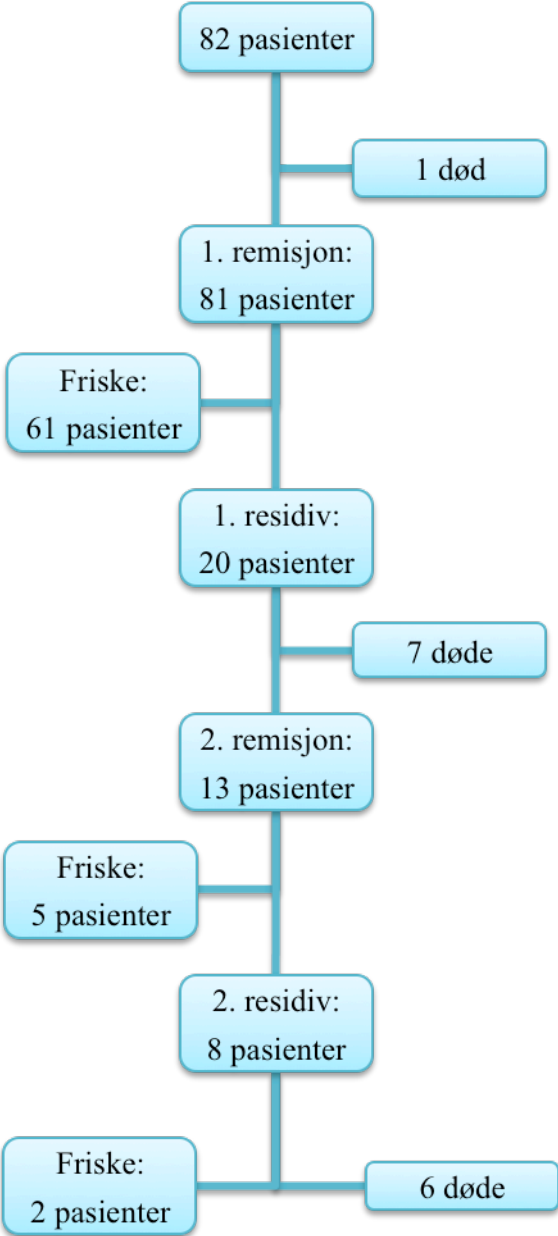 82 pasienter
1 død
1. remisjon:
81 pasienter
Friske:
61 pasienter
1. residiv:
20 pasienter
7 døde
2. remisjon:
13 pasienter
Friske:
5 pasienter
2. residiv:
8 pasienter
Friske:
2 pasienter
6 døde